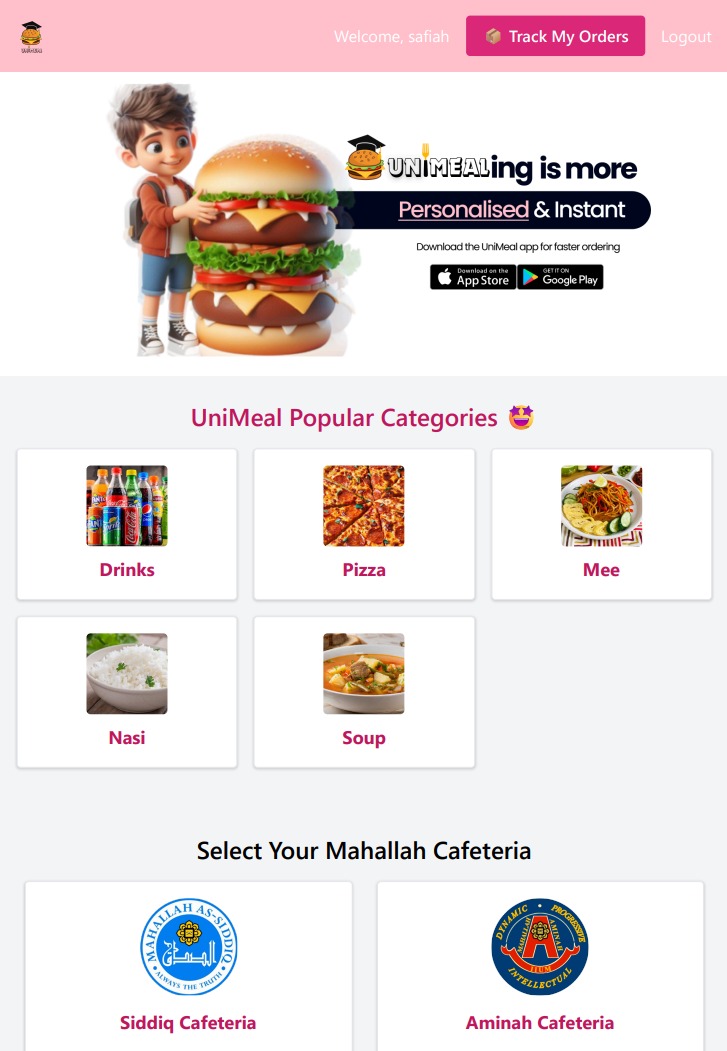 UNIMEAL
Welcome, safiah
Track My Orders
Logout
UNIMEALing is more
Personalised & Instant
Download the UniMeal app for faster ordering
Download on the
App Store
GET IT ON
Google Play
UniMeal Popular Categories
Drinks
Pizza
Mee
Nasi
Soup
Select Your Mahallah Cafeteria
MAHALLAH AS-SIDDIQ
الصديق
ALWAYS THE TRUTH
DYNAMIC • PROGRESSIVE
MAHALLAH AMINAH
IIUM
INTELLECTUAL
Siddiq Cafeteria
Aminah Cafeteria